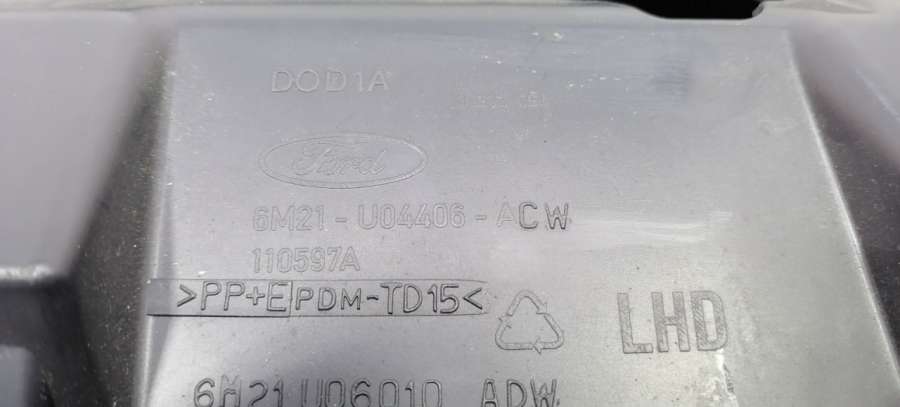 DOD1A
Ford
6M21-U04406-ACW
110597A
>PP+EPDM-TD15<
LHD
6M21 U06010 ADW